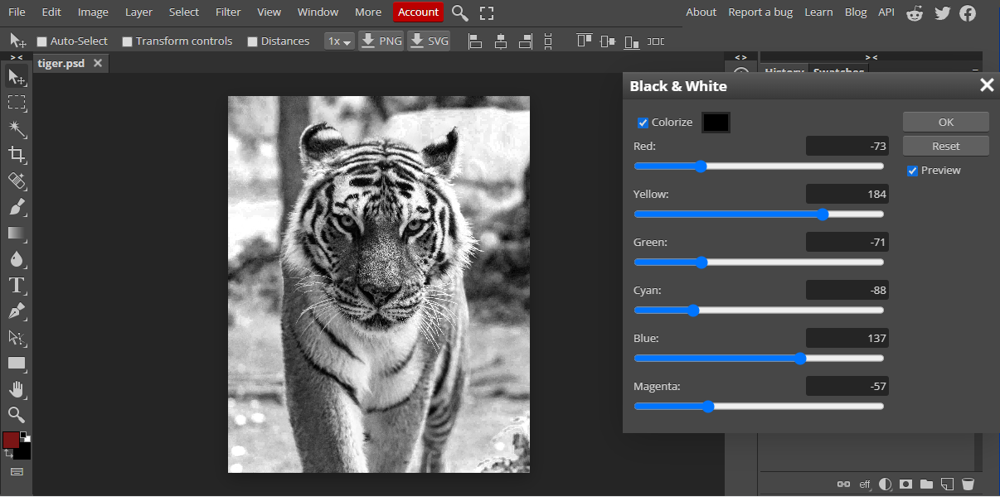 File Edit Image Layer Select Filter View Window More Account About Report a bug Learn Blog API
Auto-Select Transform controls Distances 1x PNG SVG
> < < > > <
tiger.psd
History Swatches
Black & White
Colorize OK
Red: -73 Reset
Preview
Yellow: 184
Green: -71
Cyan: -88
Blue: 137
Magenta: -57
eff